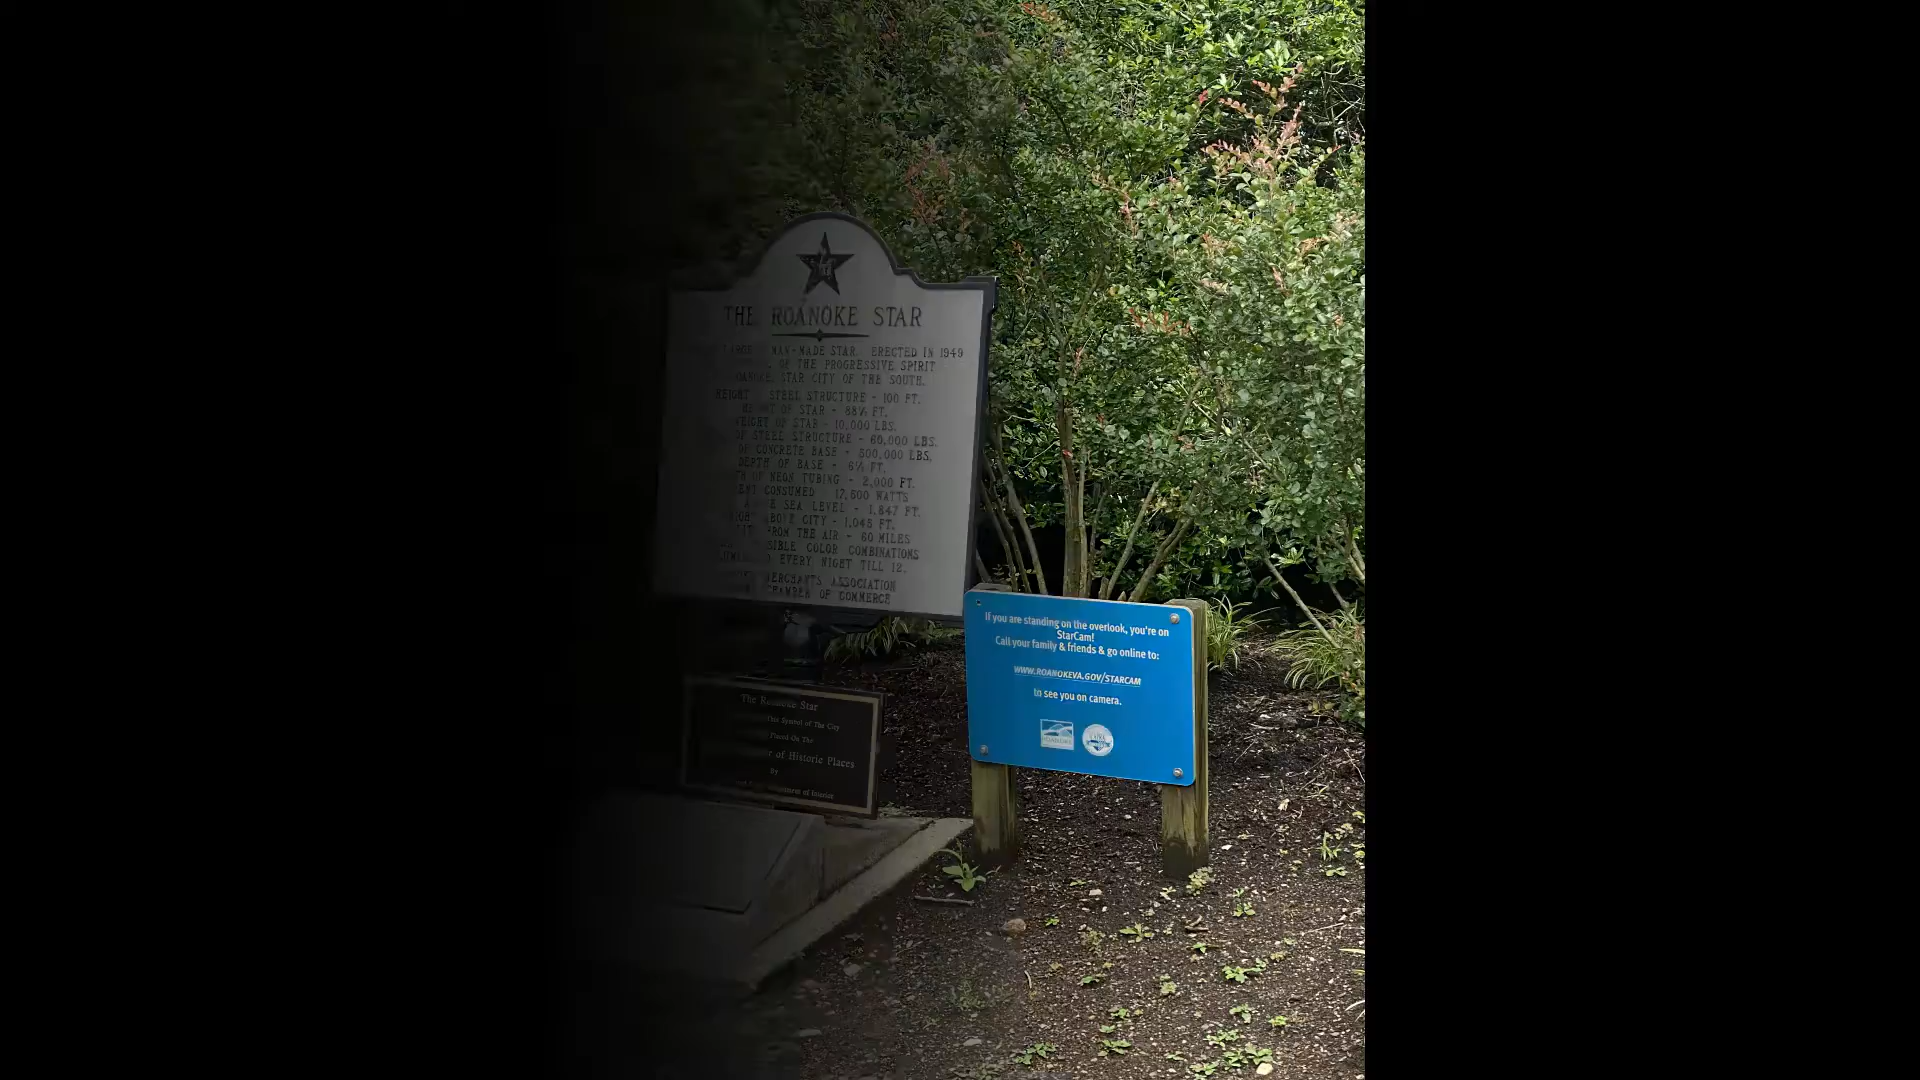 THE ROANOKE STAR
MAN-MADE STAR. ERECTED IN 1949
OF THE PROGRESSIVE SPIRIT
STAR CITY OF THE SOUTH.
STEEL STRUCTURE - 100 FT.
OF STAR - 88½ FT.
OF STAR - 10,000 LBS.
OF STEEL STRUCTURE - 60,000 LBS.
CONCRETE BASE - 500,000 LBS.
DEPTH OF BASE - 6½ FT.
OF NEON TUBING - 2,000 FT.
CONSUMED 17,500 WATTS
SEA LEVEL - 1,847 FT.
CITY - 1,045 FT.
FROM THE AIR - 60 MILES
COLOR COMBINATIONS
EVERY NIGHT TILL 12.
MERCHANTS ASSOCIATION
CHAMBER OF COMMERCE
The Roanoke Star
Symbol of The City
Placed On The
of Historic Places
By
of Interior
If you are standing on the overlook, you're on
StarCam!
Call your family & friends & go online to:
WWW.ROANOKEVA.GOV/STARCAM
to see you on camera.
ROANOKE